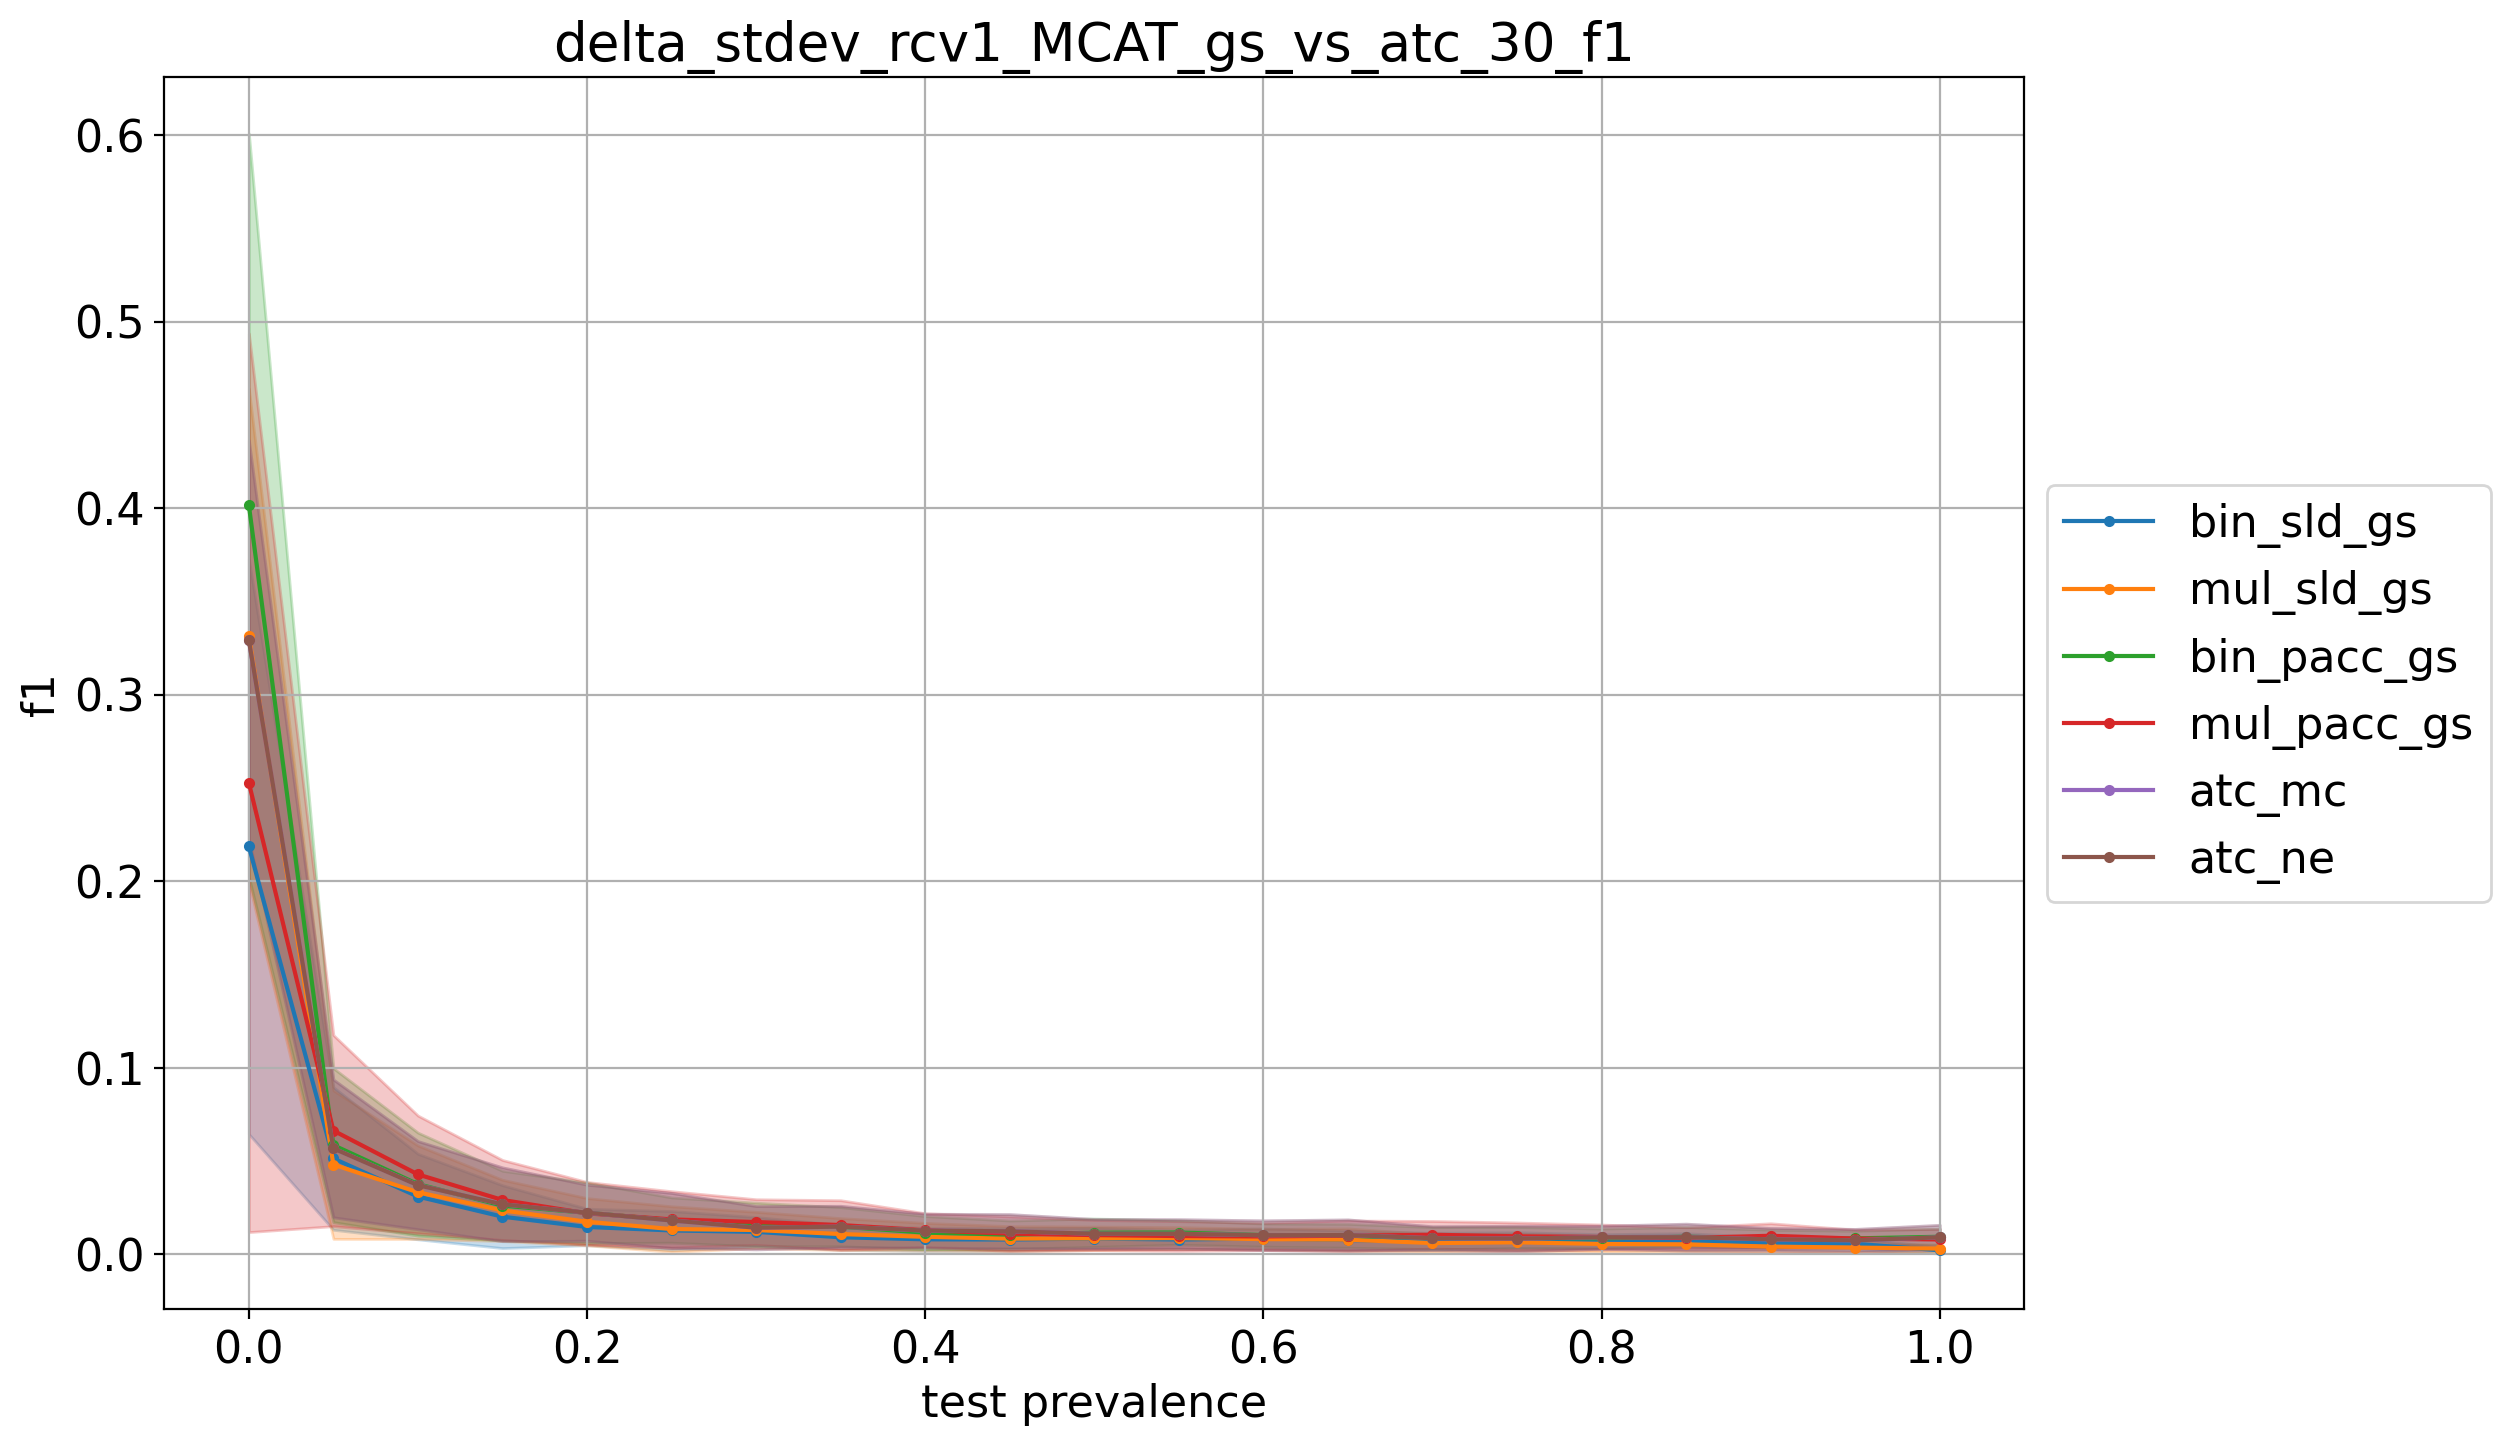 delta_stdev_rcv1_MCAT_gs_vs_atc_30_f1
0.6
0.5
0.4
0.3
0.2
0.1
0.0
f1
0.0 0.2 0.4 0.6 0.8 1.0
test prevalence
bin_sld_gs
mul_sld_gs
bin_pacc_gs
mul_pacc_gs
atc_mc
atc_ne